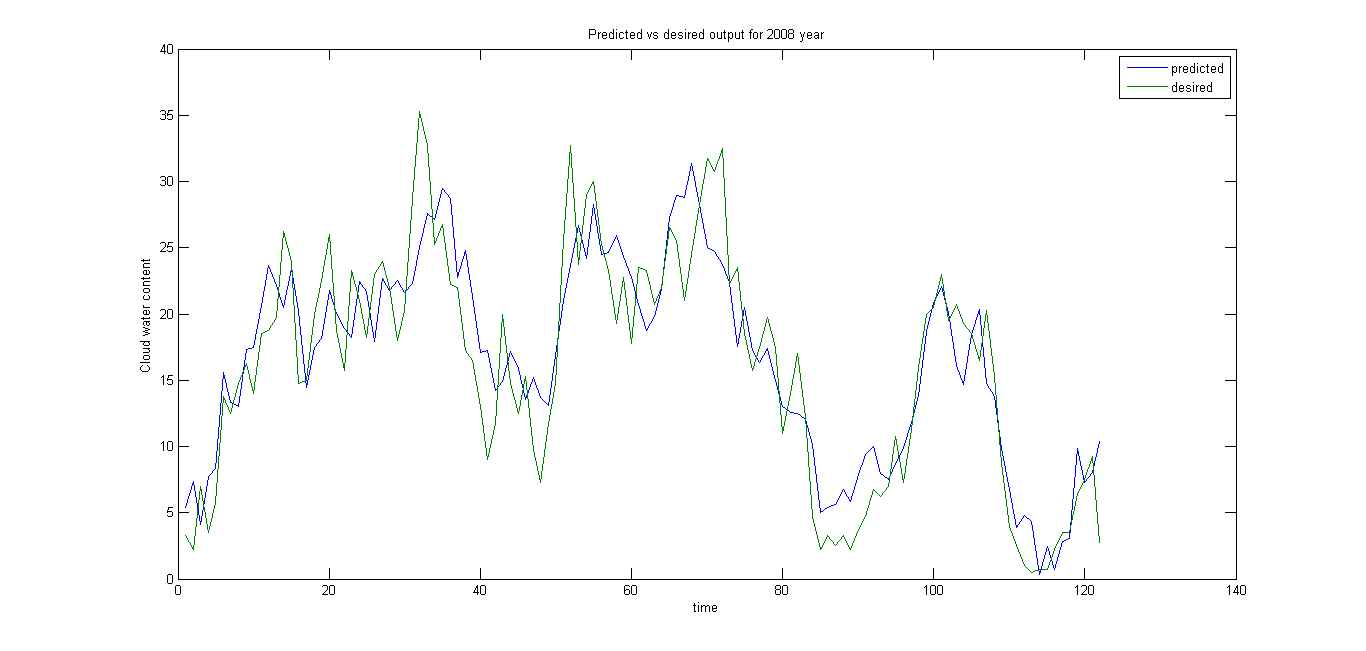 Predicted vs desired output for 2008 year
predicted
desired
40
35
30
25
20
15
10
5
0
Cloud water content
0 20 40 60 80 100 120 140
time